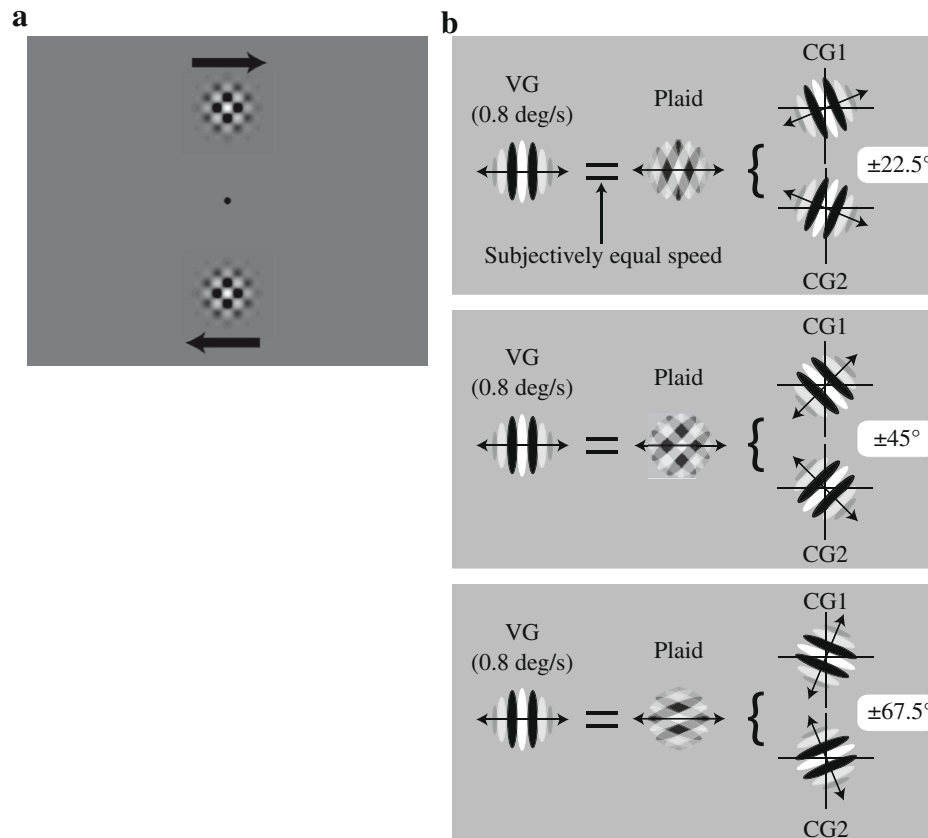 a
b
VG
(0.8 deg/s)
Plaid
CG1
±22.5°
Subjectively equal speed
CG2
VG
(0.8 deg/s)
Plaid
CG1
±45°
CG2
VG
(0.8 deg/s)
Plaid
CG1
±67.5°
CG2